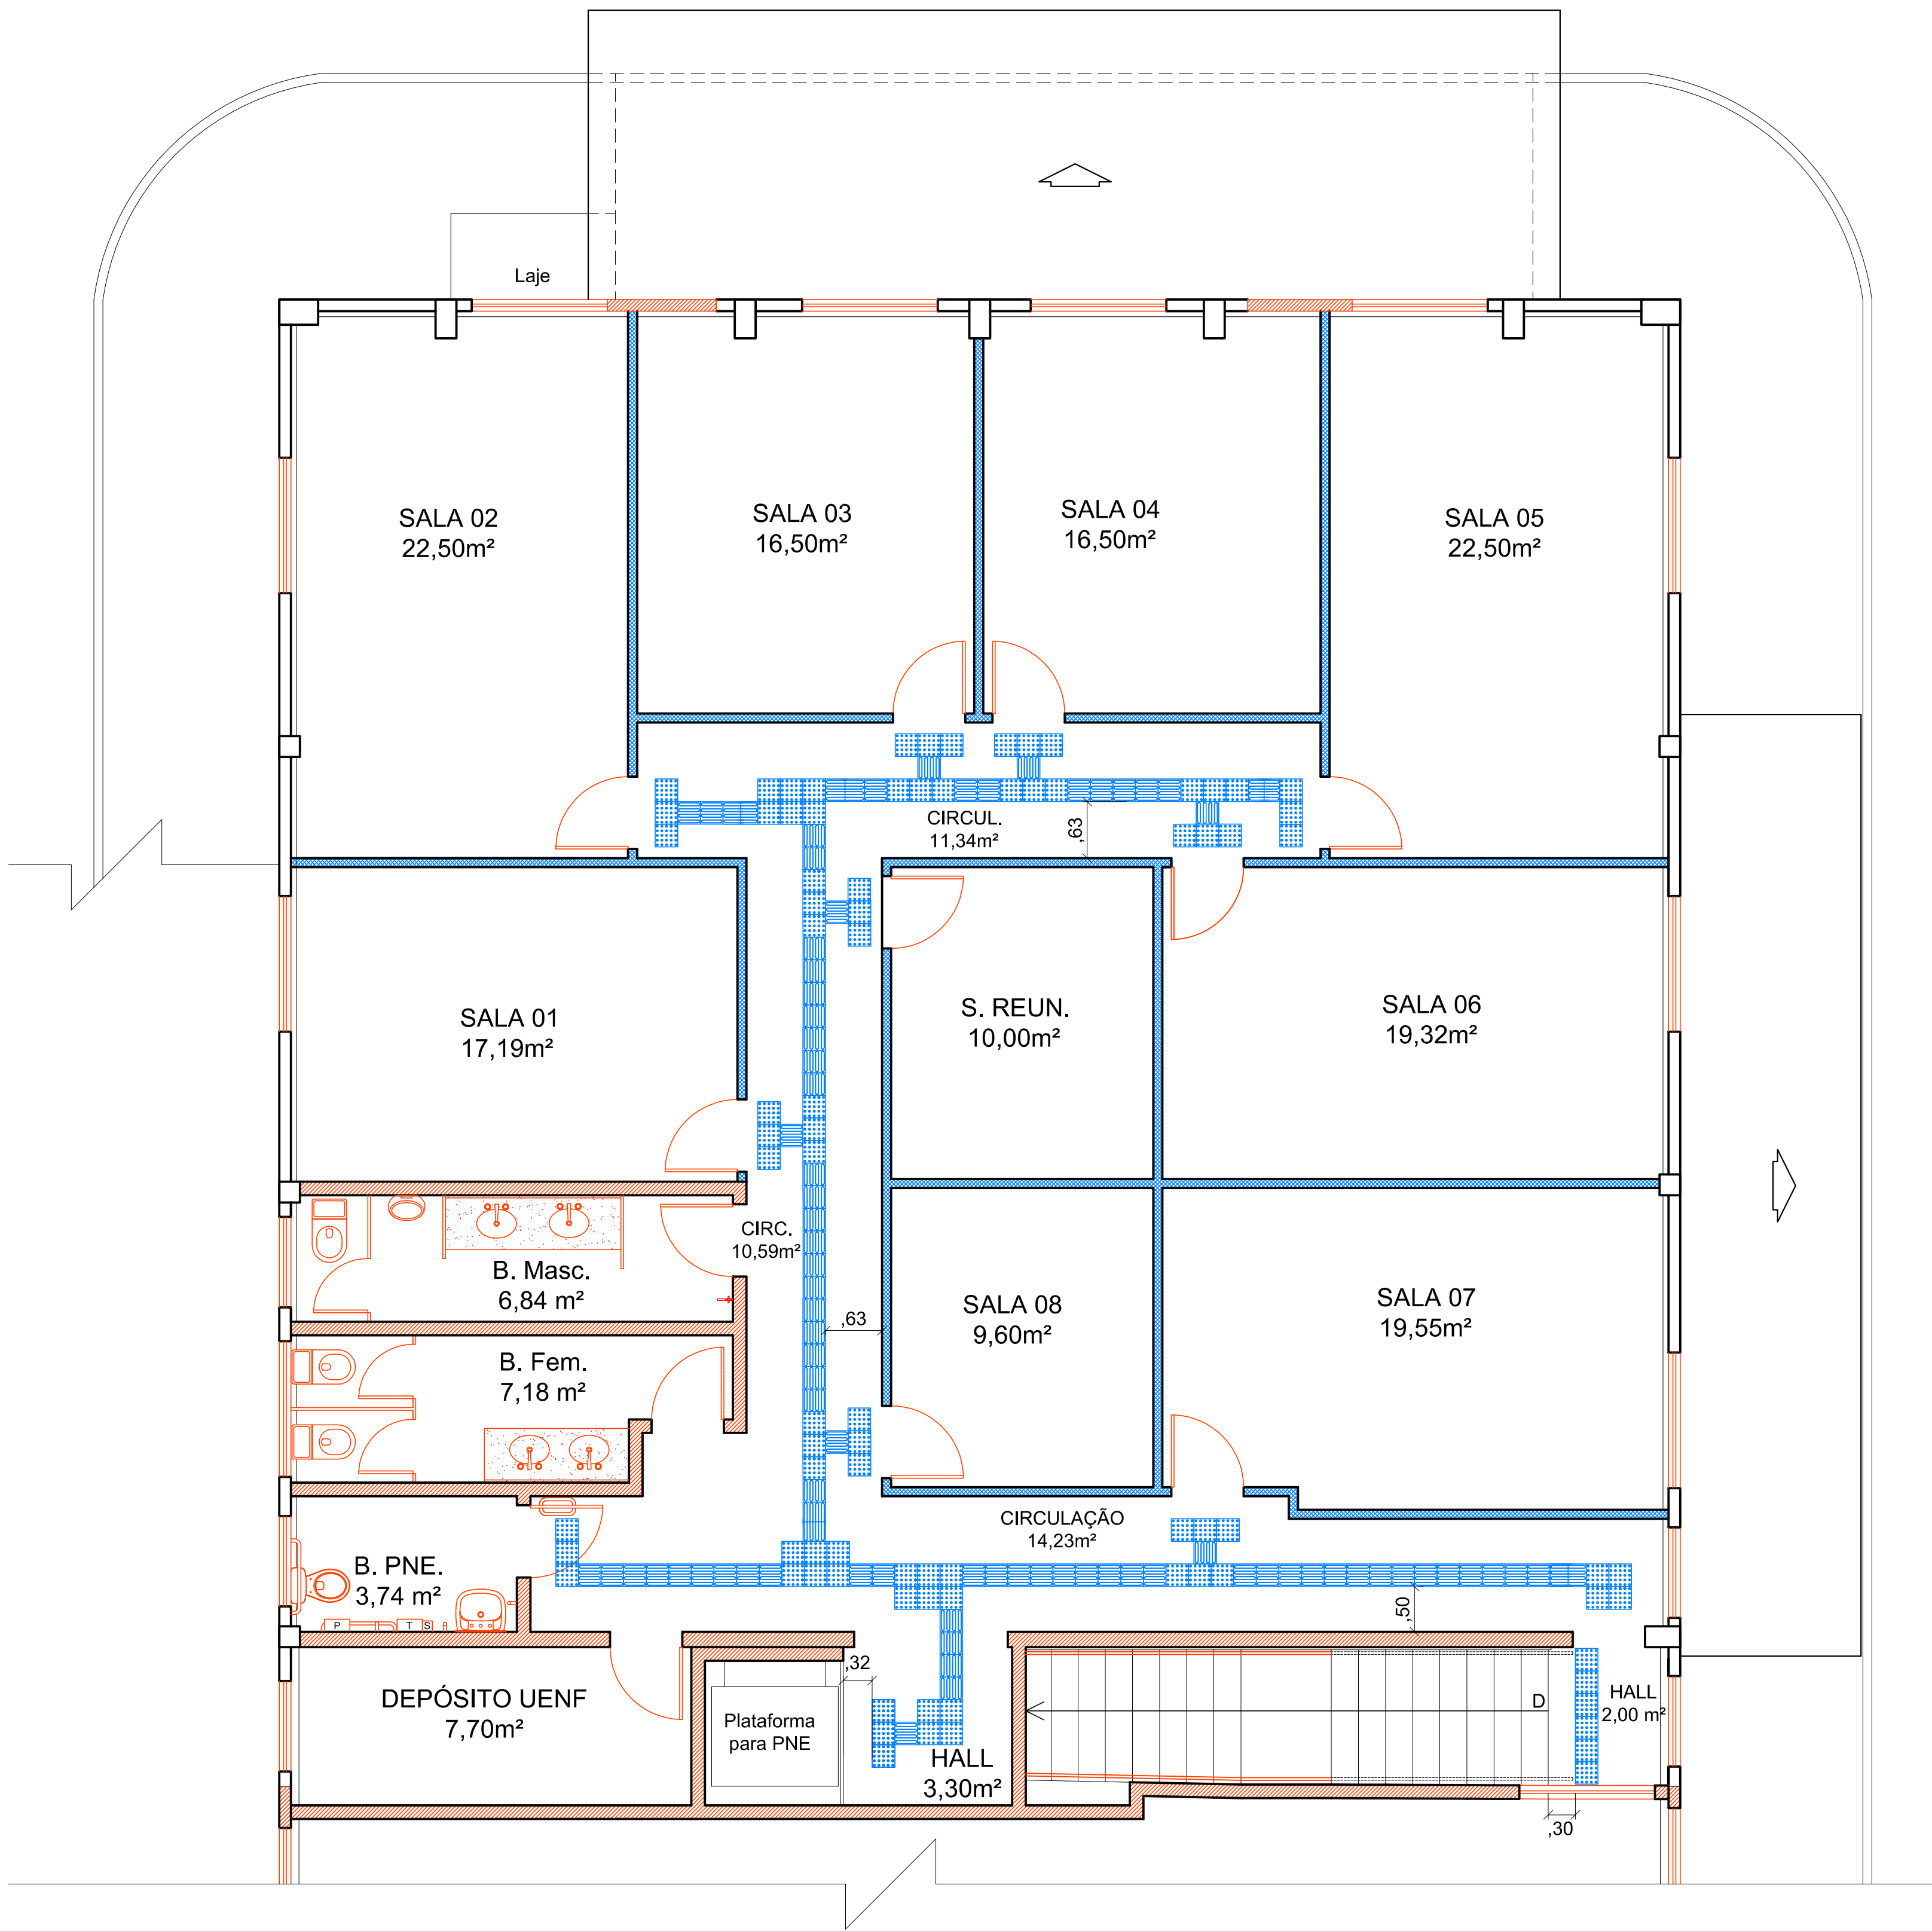 Laje
SALA 02
22,50m²
SALA 03
16,50m²
SALA 04
16,50m²
SALA 05
22,50m²
CIRCUL.
11,34m²
,63
SALA 01
17,19m²
S. REUN.
10,00m²
SALA 06
19,32m²
CIRC.
10,59m²
B. Masc.
6,84 m²
,63
SALA 08
9,60m²
SALA 07
19,55m²
B. Fem.
7,18 m²
CIRCULAÇÃO
14,23m²
B. PNE.
3,74 m²
P
T
S
,50
DEPÓSITO UENF
7,70m²
,32
Plataforma
para PNE
HALL
3,30m²
D
HALL
2,00 m²
,30